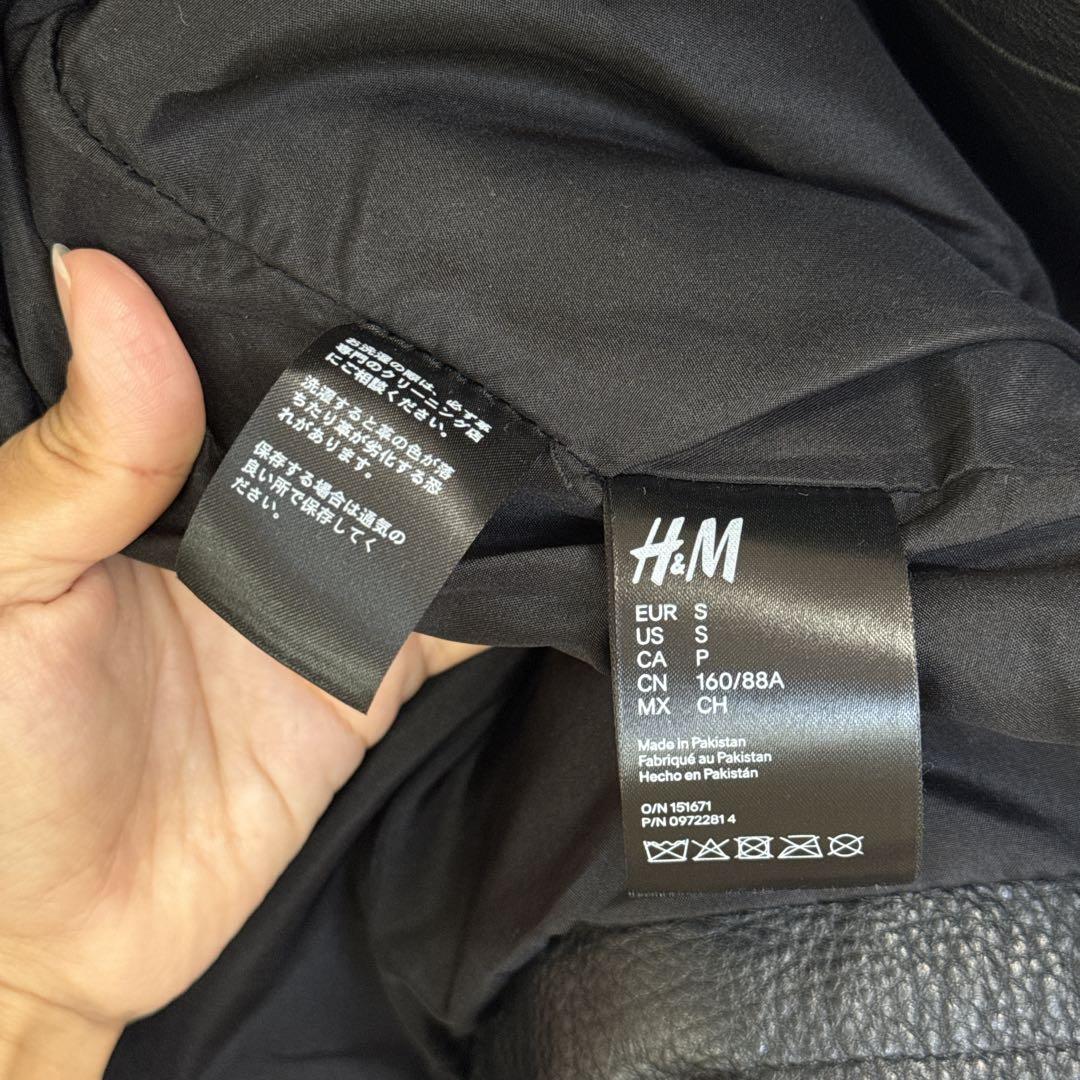 お洗濯の際は、必ず革
専門のクリーニング店
にご相談ください。
洗濯すると革の色が落
ちたり革が劣化する恐
れがあります。
保存する場合は通気の
良い所で保存してく
ださい。
H&M
EUR S
US S
CA P
CN 160/88A
MX CH
Made in Pakistan
Fabriqué au Pakistan
Hecho en Pakistán
O/N 151671
P/N 0972281 4